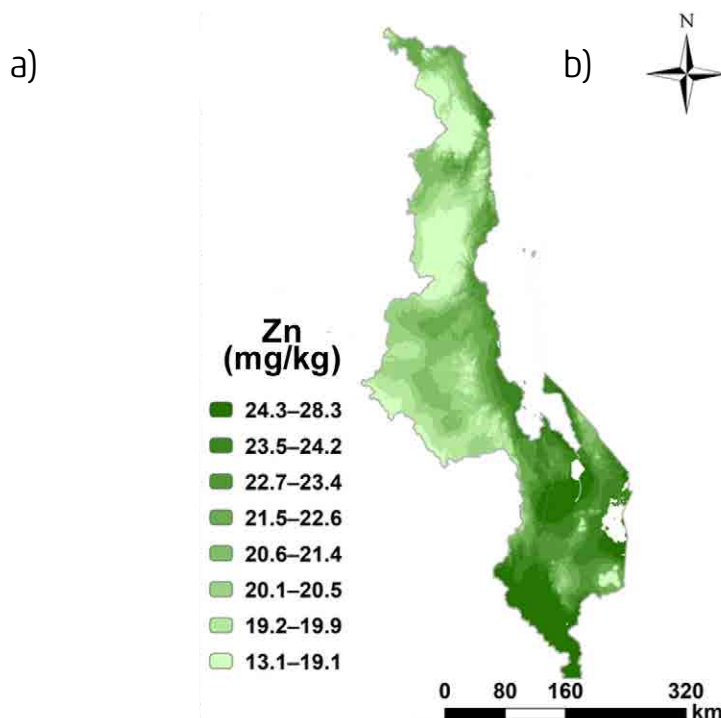 a)
b)
N
Zn
(mg/kg)
24.3–28.3
23.5–24.2
22.7–23.4
21.5–22.6
20.6–21.4
20.1–20.5
19.2–19.9
13.1–19.1
0 80 160 320
km